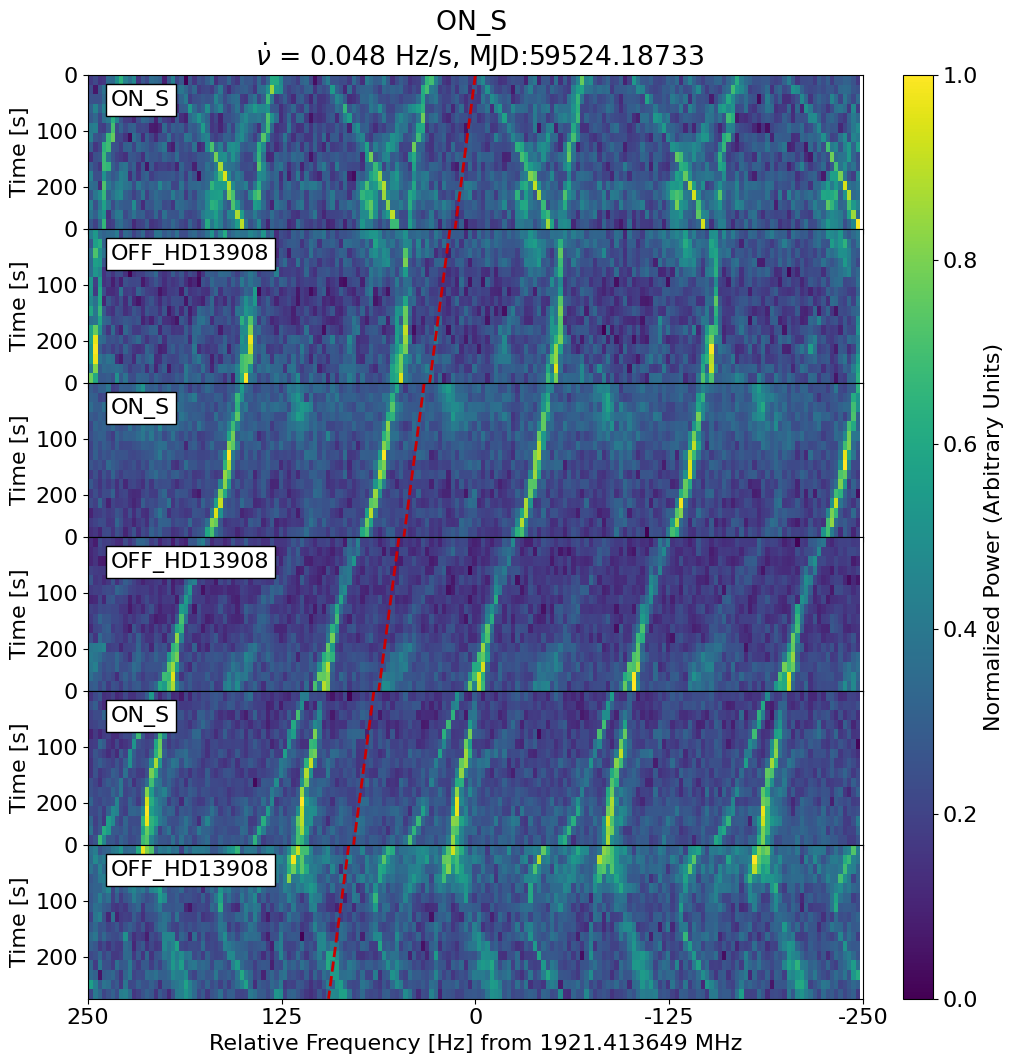 ON_S
ν̇ = 0.048 Hz/s, MJD:59524.18733
0
100
200
Time [s]
ON_S
0
100
200
Time [s]
OFF_HD13908
0
100
200
Time [s]
ON_S
0
100
200
Time [s]
OFF_HD13908
0
100
200
Time [s]
ON_S
0
100
200
Time [s]
OFF_HD13908
250 125 0 -125 -250
Relative Frequency [Hz] from 1921.413649 MHz
1.0
0.8
0.6
0.4
0.2
0.0
Normalized Power (Arbitrary Units)